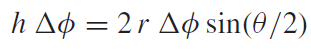 h Δϕ = 2 r Δϕ sin(θ/2)